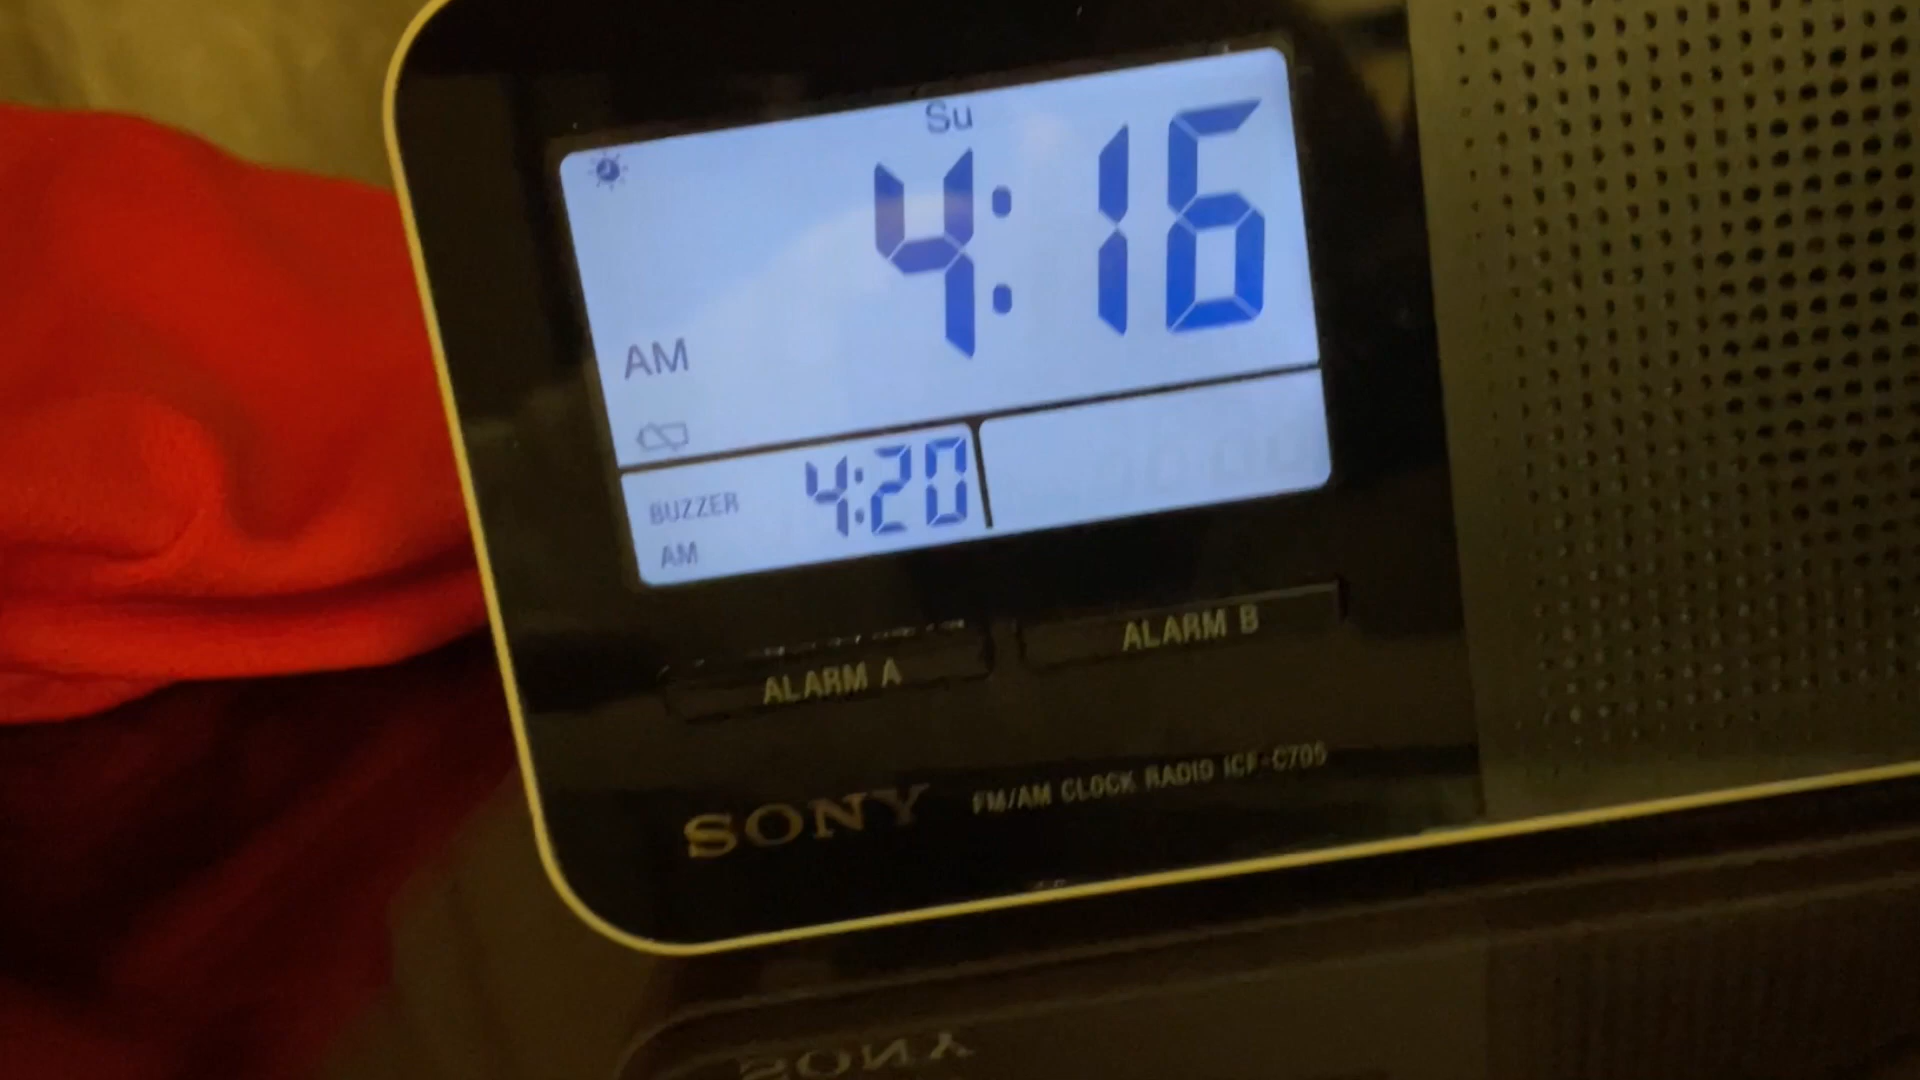 Su
4:16
AM
BUZZER 4:20
AM
ALARM A ALARM B
SONY FM/AM CLOCK RADIO ICF-C705
SONY